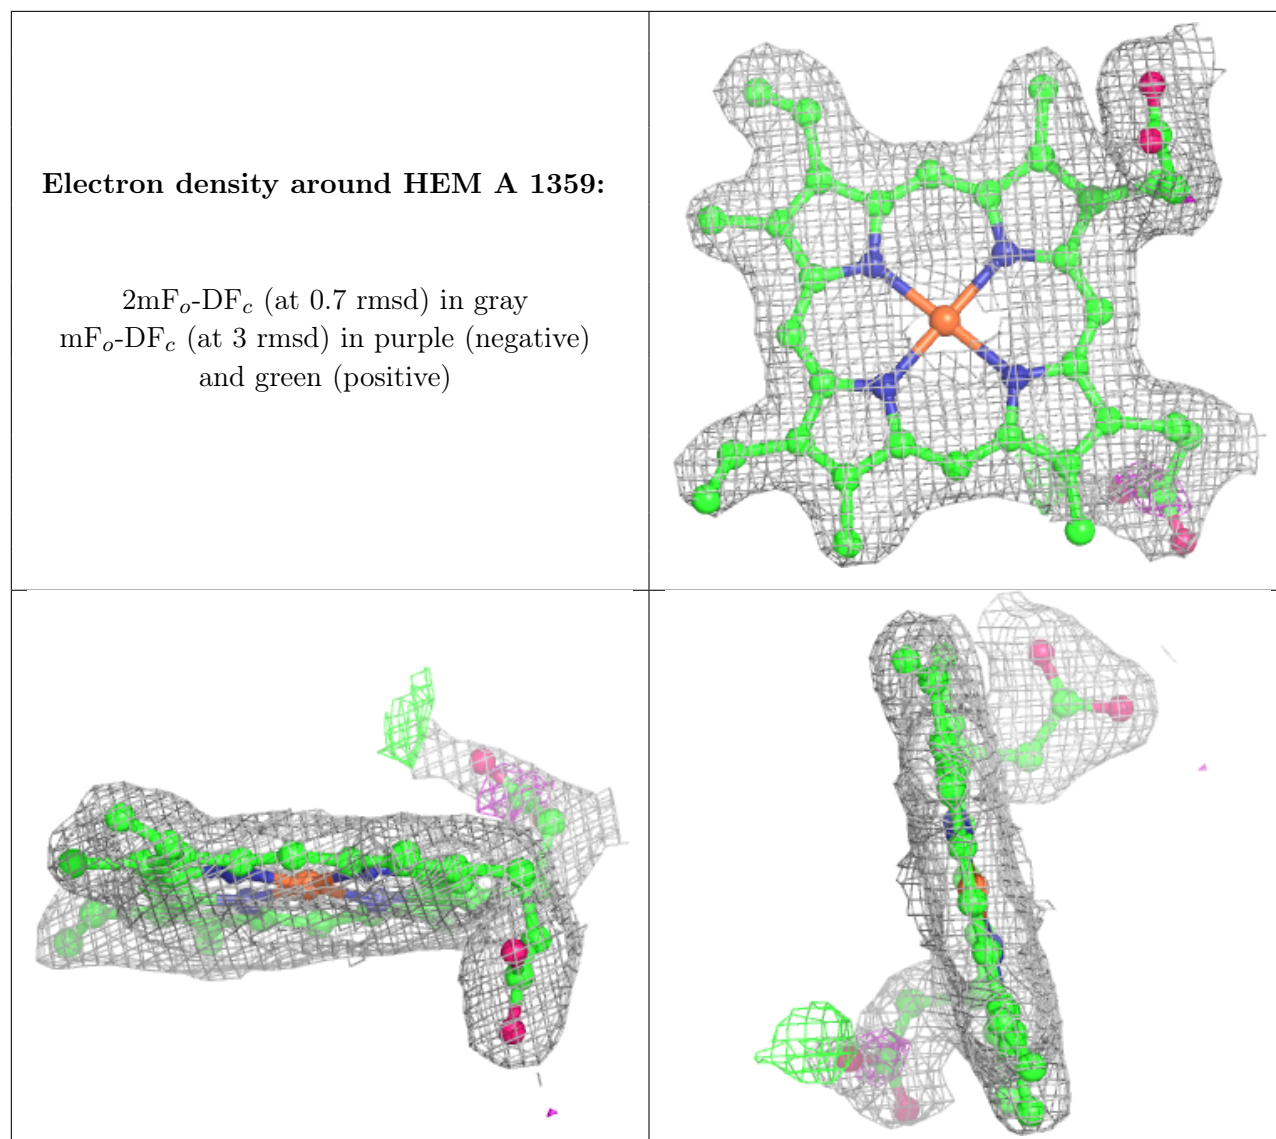 Electron density around HEM A 1359:
2mFₒ-DF𝒸 (at 0.7 rmsd) in gray
mFₒ-DF𝒸 (at 3 rmsd) in purple (negative)
and green (positive)